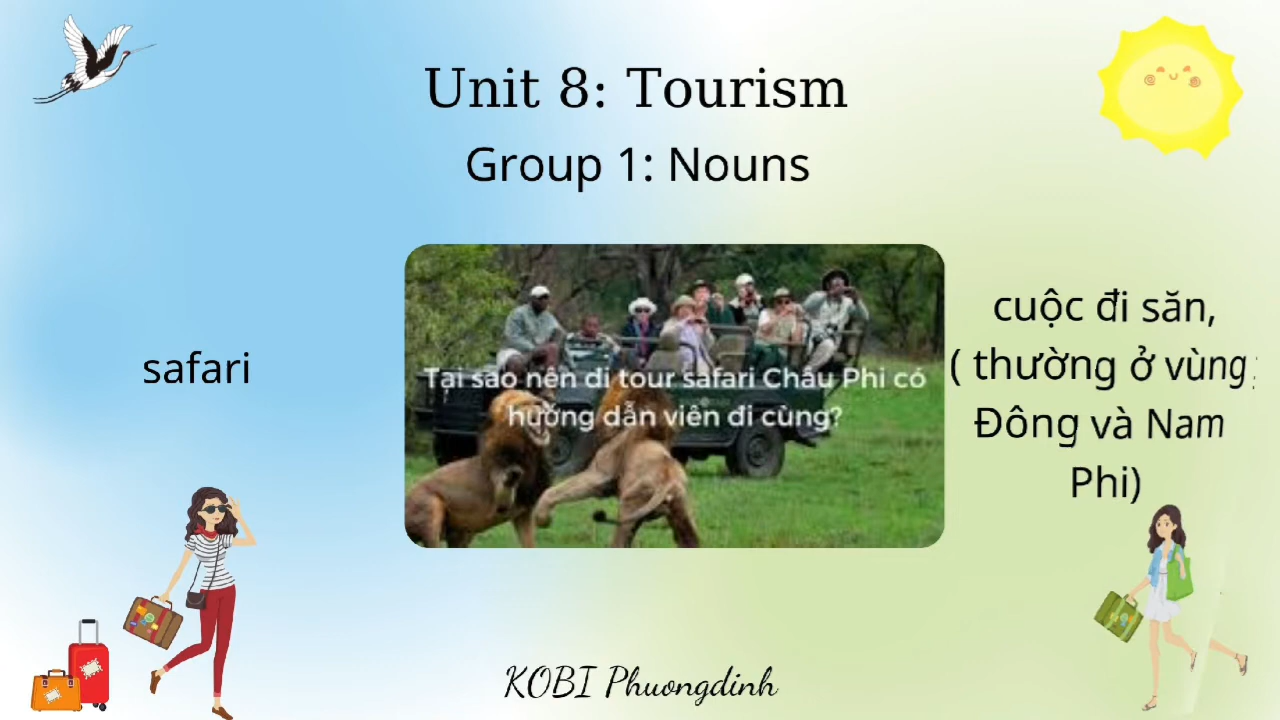 Unit 8: Tourism
Group 1: Nouns
safari
Tại sao nên di tour safari Châu Phi có
hướng dẫn viên đi cùng?
cuộc đi săn,
( thường ở vùng
Đông và Nam
Phi)
KOBI Phuongdinh